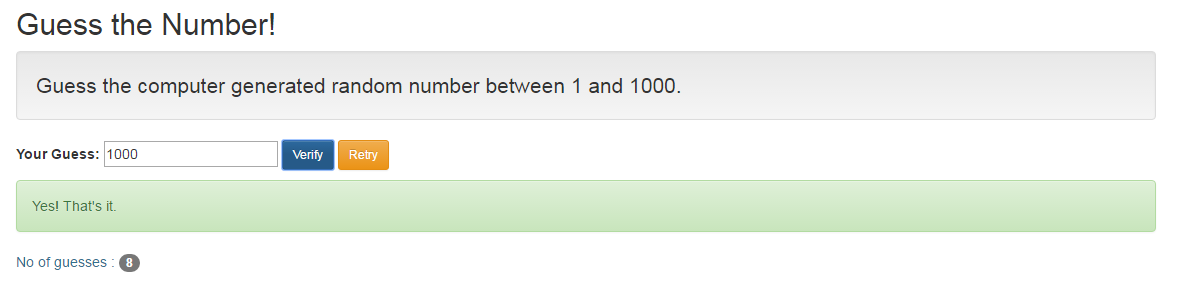 Guess the Number!
Guess the computer generated random number between 1 and 1000.
Your Guess: 1000 Verify Retry
Yes! That's it.
No of guesses : 8